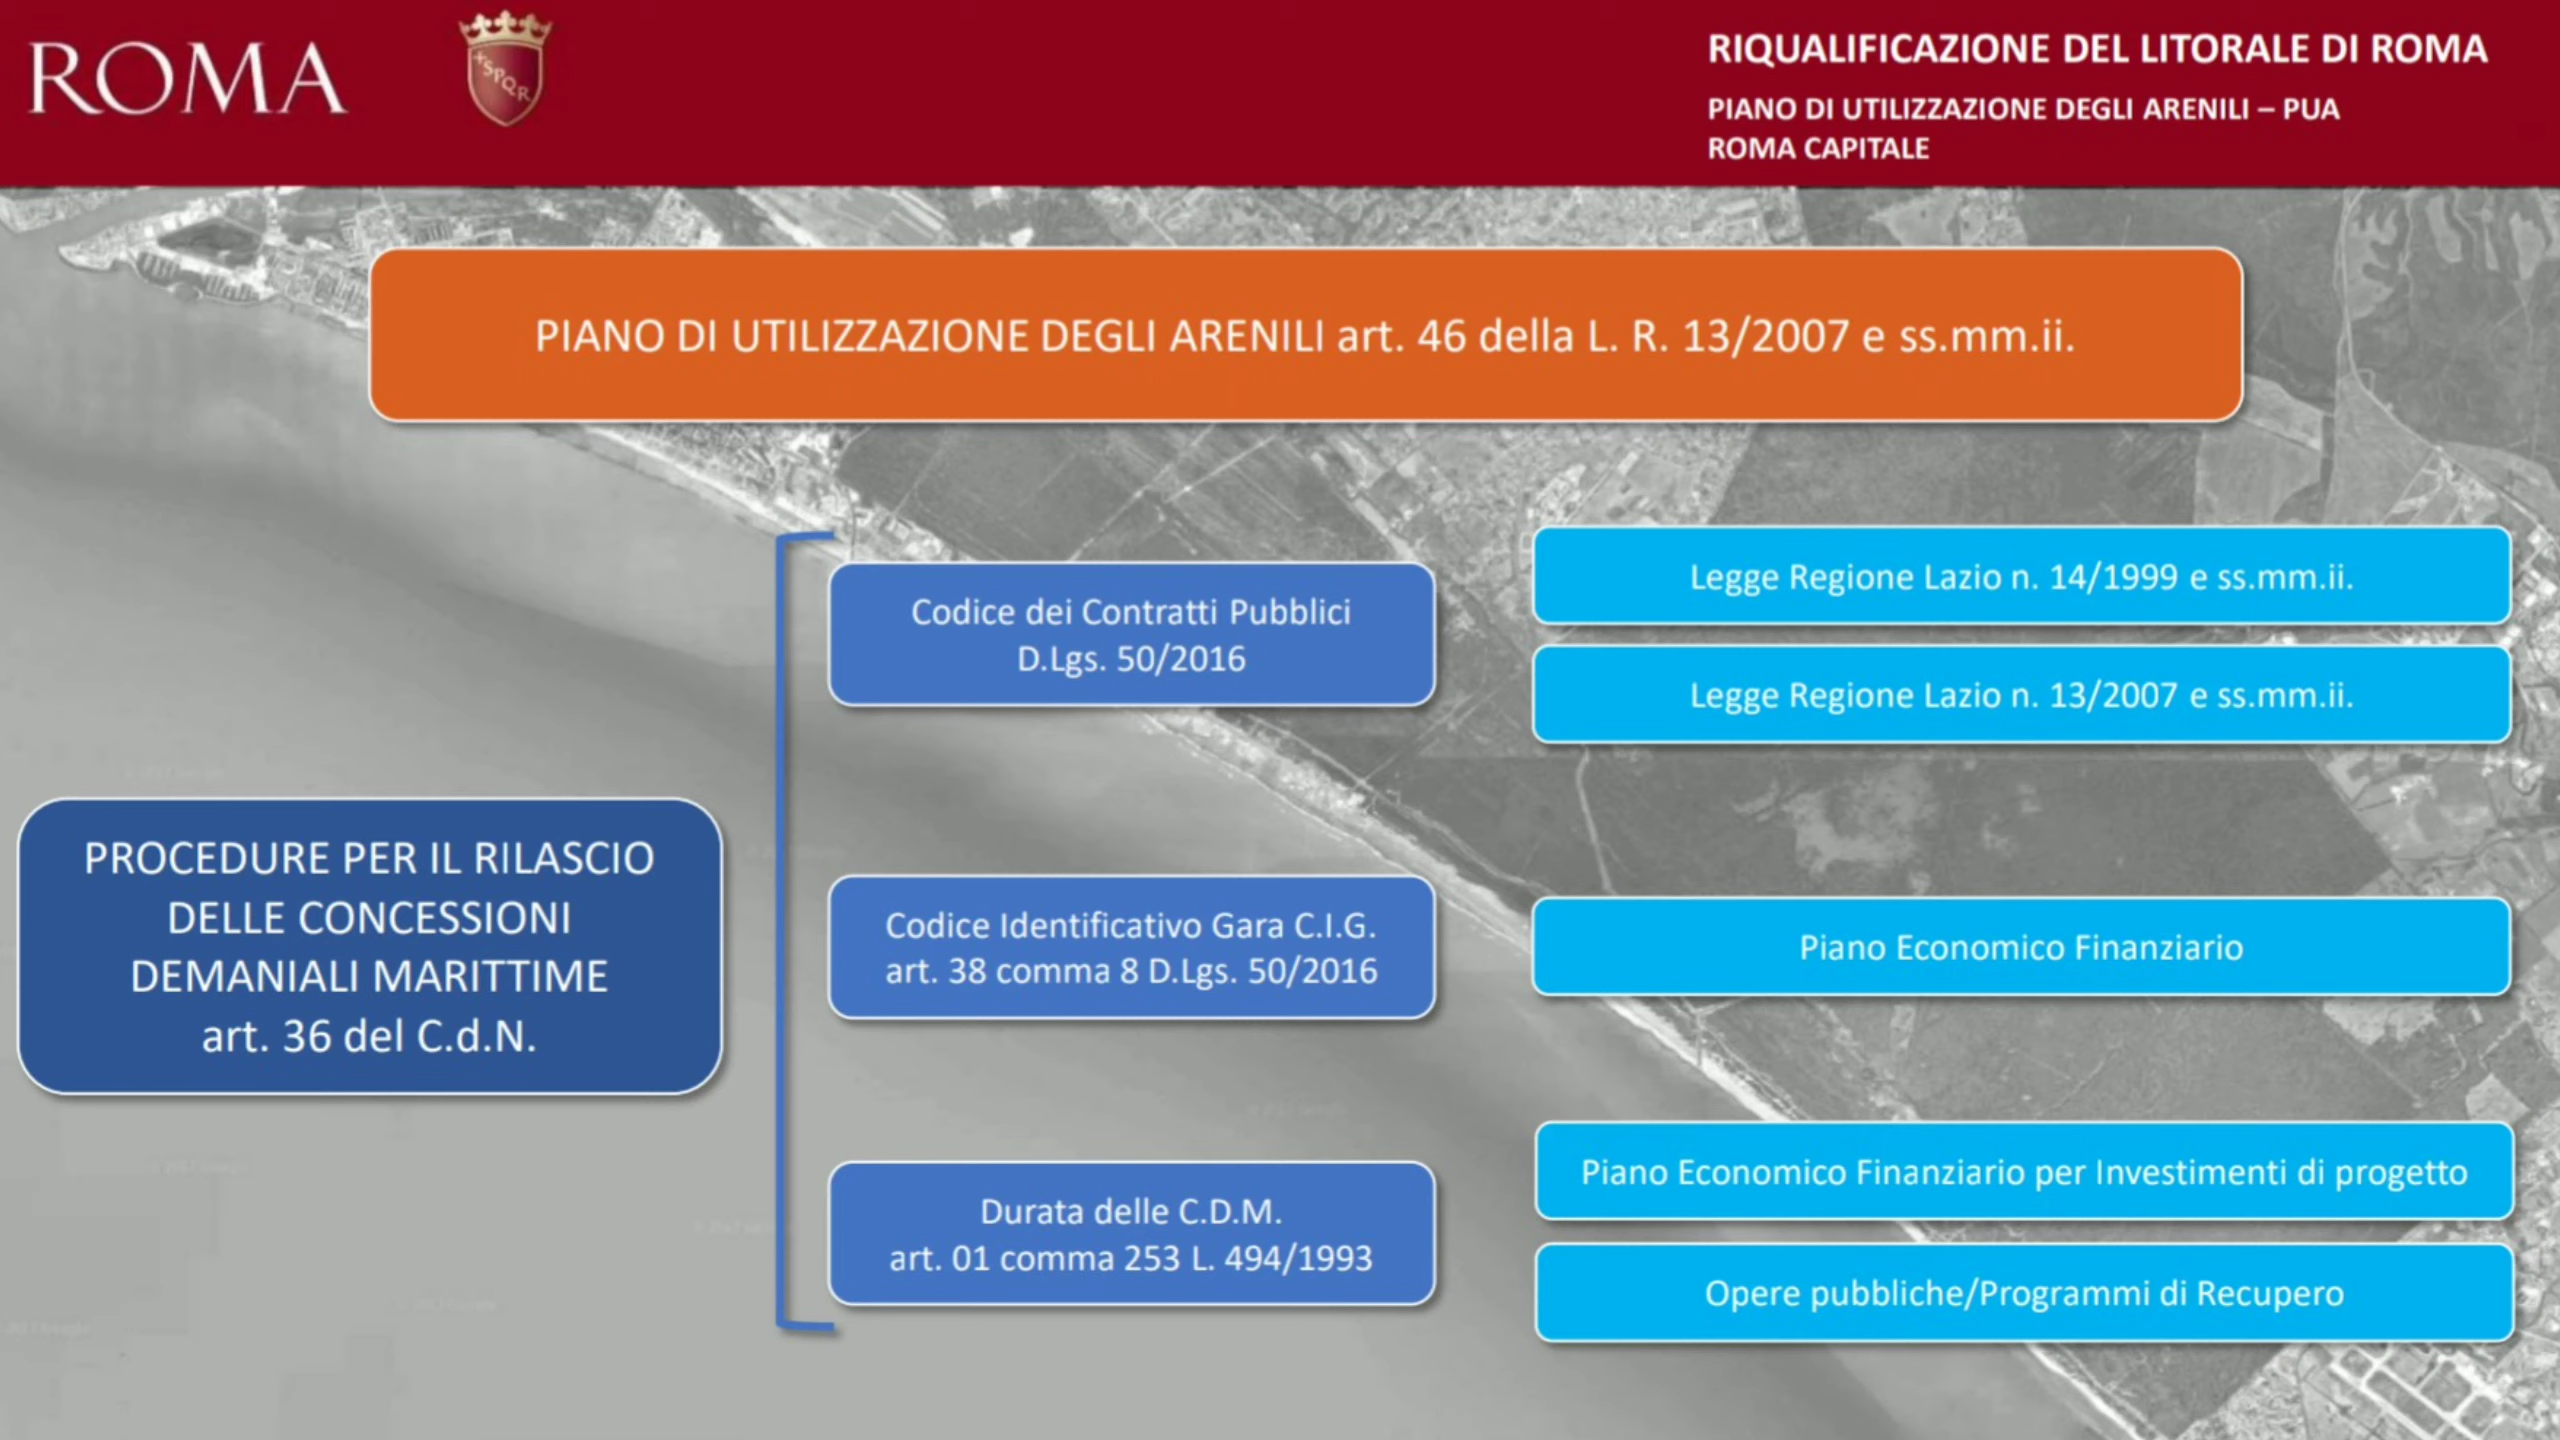 ROMA
SPQR
RIQUALIFICAZIONE DEL LITORALE DI ROMA
PIANO DI UTILIZZAZIONE DEGLI ARENILI – PUA
ROMA CAPITALE
PIANO DI UTILIZZAZIONE DEGLI ARENILI art. 46 della L. R. 13/2007 e ss.mm.ii.
PROCEDURE PER IL RILASCIO
DELLE CONCESSIONI
DEMANIALI MARITTIME
art. 36 del C.d.N.
Codice dei Contratti Pubblici
D.Lgs. 50/2016
Legge Regione Lazio n. 14/1999 e ss.mm.ii.
Legge Regione Lazio n. 13/2007 e ss.mm.ii.
Codice Identificativo Gara C.I.G.
art. 38 comma 8 D.Lgs. 50/2016
Piano Economico Finanziario
Durata delle C.D.M.
art. 01 comma 253 L. 494/1993
Piano Economico Finanziario per Investimenti di progetto
Opere pubbliche/Programmi di Recupero